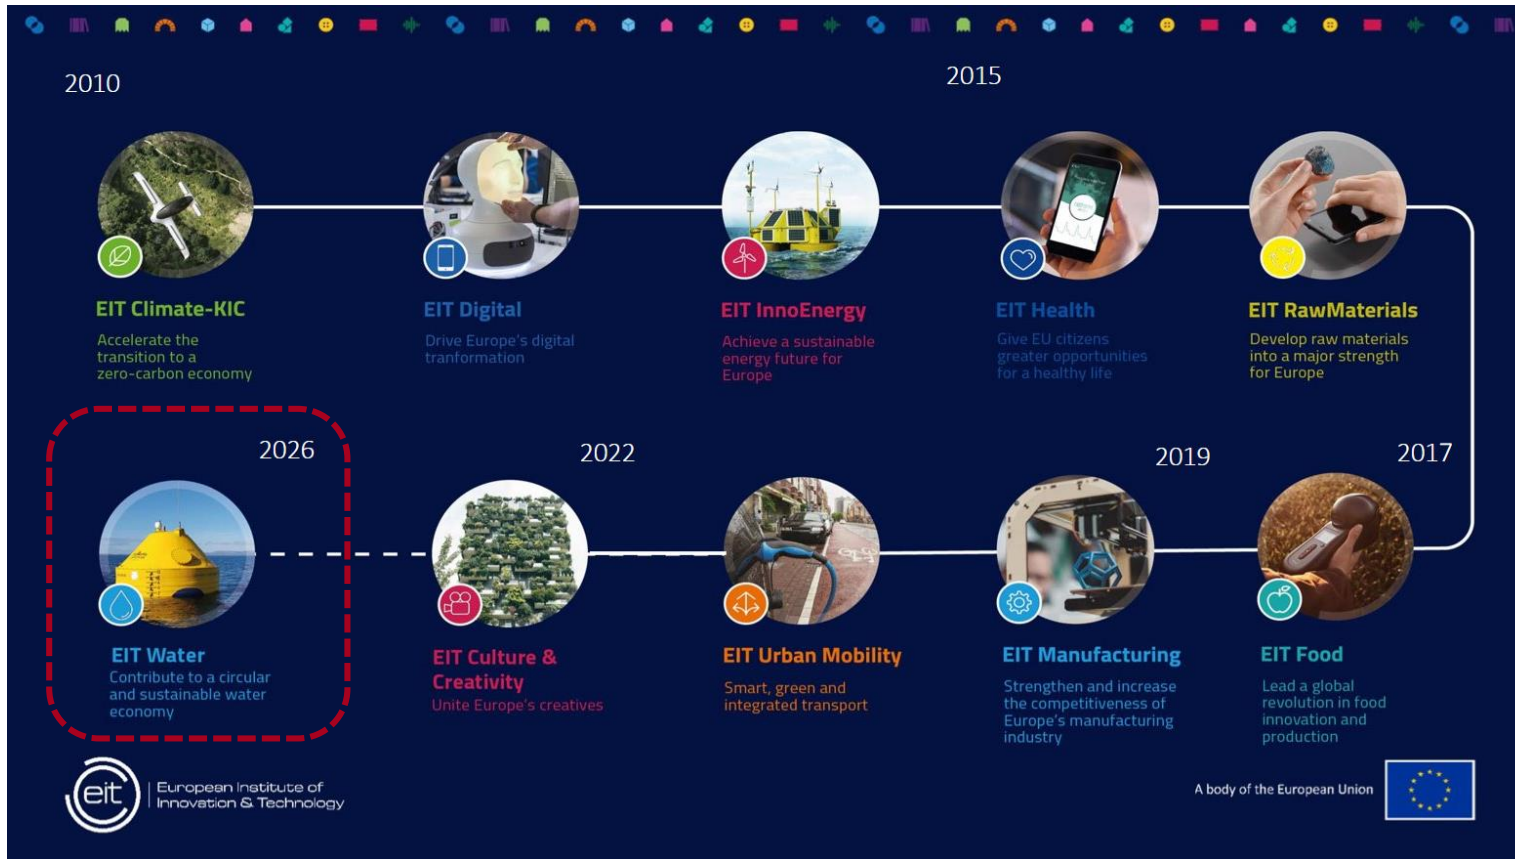 2010
2015
EIT Climate-KIC
Accelerate the
transition to a
zero-carbon economy
EIT Digital
Drive Europe's digital
tranformation
EIT InnoEnergy
Achieve a sustainable
energy future for
Europe
EIT Health
Give EU citizens
greater opportunities
for a healthy life
EIT RawMaterials
Develop raw materials
into a major strength
for Europe
2026
2022
2019
2017
EIT Water
Contribute to a circular
and sustainable water
economy
EIT Culture &
Creativity
Unite Europe's creatives
EIT Urban Mobility
Smart, green and
integrated transport
EIT Manufacturing
Strengthen and increase
the competitiveness of
Europe's manufacturing
industry
EIT Food
Lead a global
revolution in food
innovation and
production
eit
European Institute of
Innovation & Technology
A body of the European Union